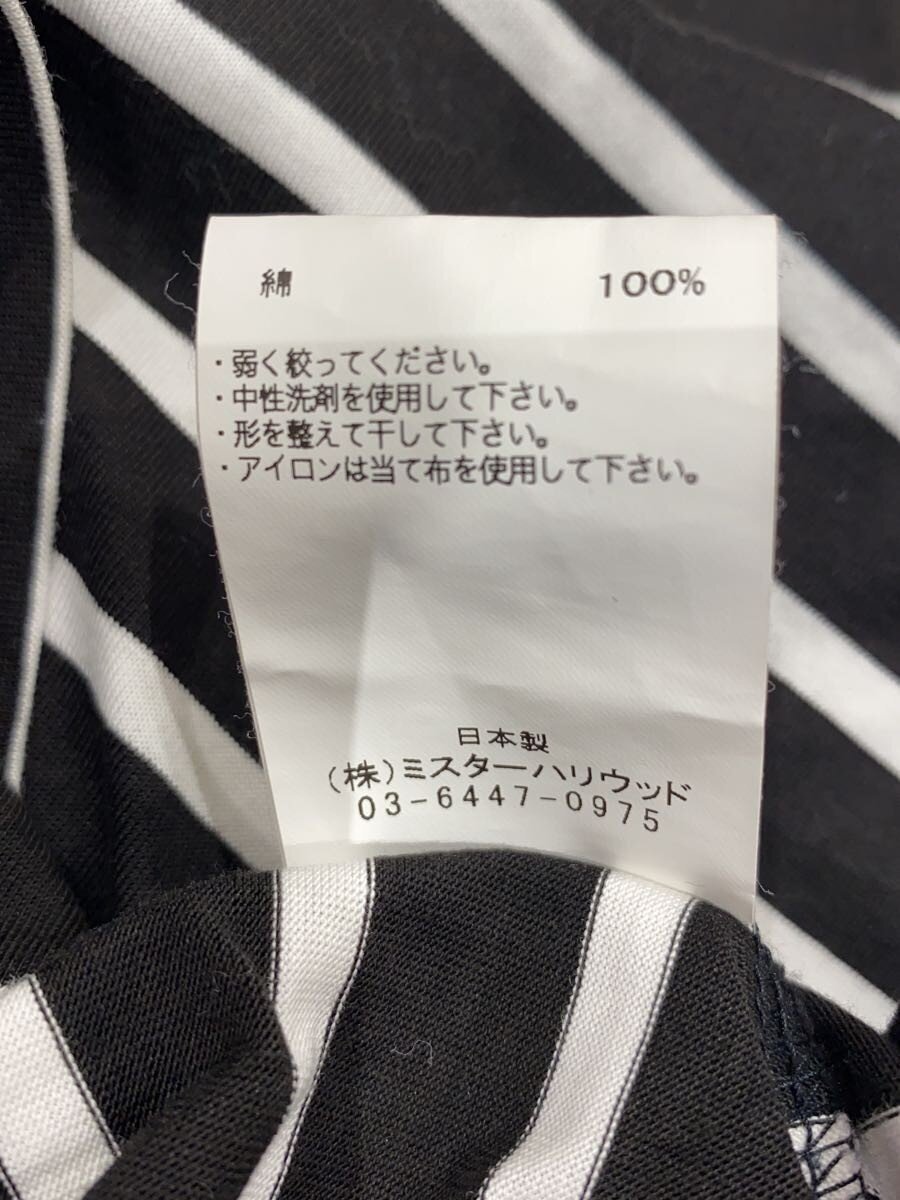 綿 100%
・弱く絞ってください。
・中性洗剤を使用して下さい。
・形を整えて干して下さい。
・アイロンは当て布を使用して下さい。
日本製
(株)ミスターハリウッド
03-6447-0975